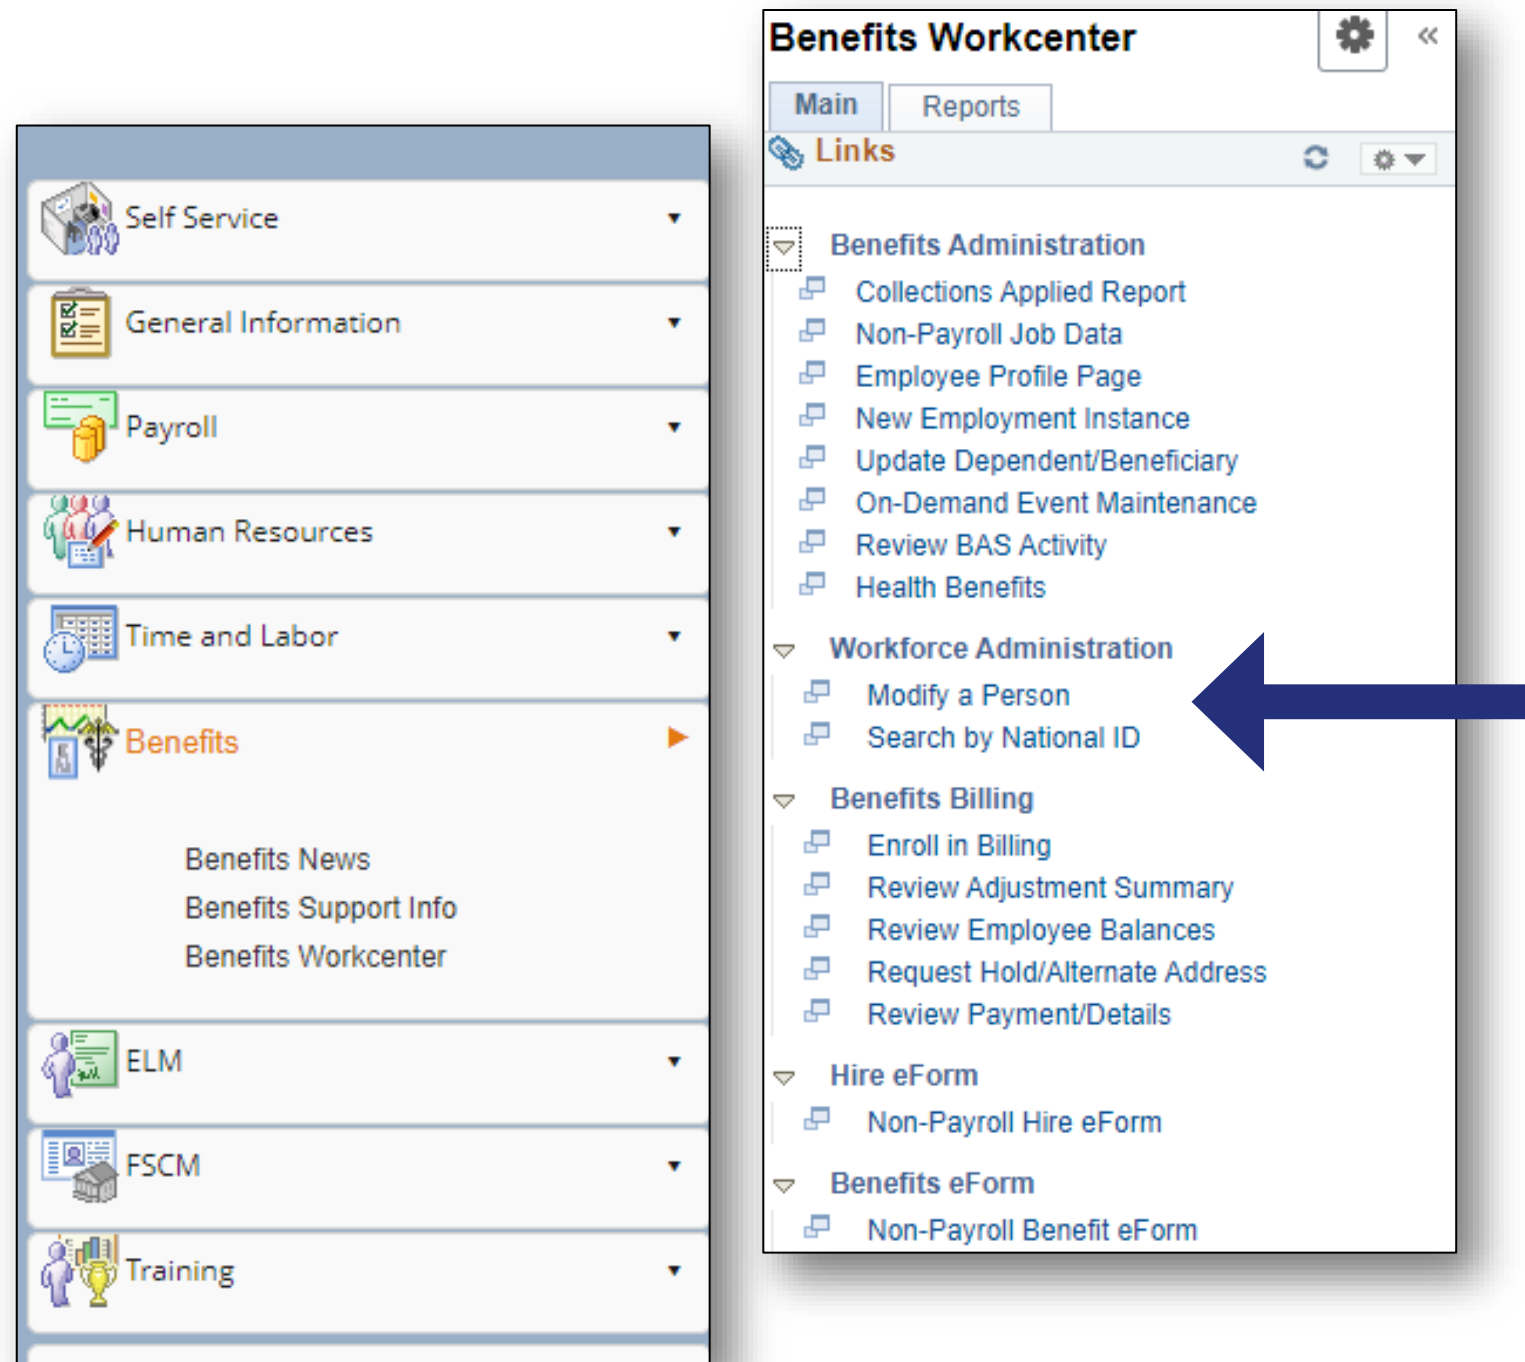 Self Service
General Information
Payroll
Human Resources
Time and Labor
Benefits
Benefits News
Benefits Support Info
Benefits Workcenter
ELM
FSCM
Training
Benefits Workcenter
Main Reports
Links
Benefits Administration
Collections Applied Report
Non-Payroll Job Data
Employee Profile Page
New Employment Instance
Update Dependent/Beneficiary
On-Demand Event Maintenance
Review BAS Activity
Health Benefits
Workforce Administration
Modify a Person
Search by National ID
Benefits Billing
Enroll in Billing
Review Adjustment Summary
Review Employee Balances
Request Hold/Alternate Address
Review Payment/Details
Hire eForm
Non-Payroll Hire eForm
Benefits eForm
Non-Payroll Benefit eForm